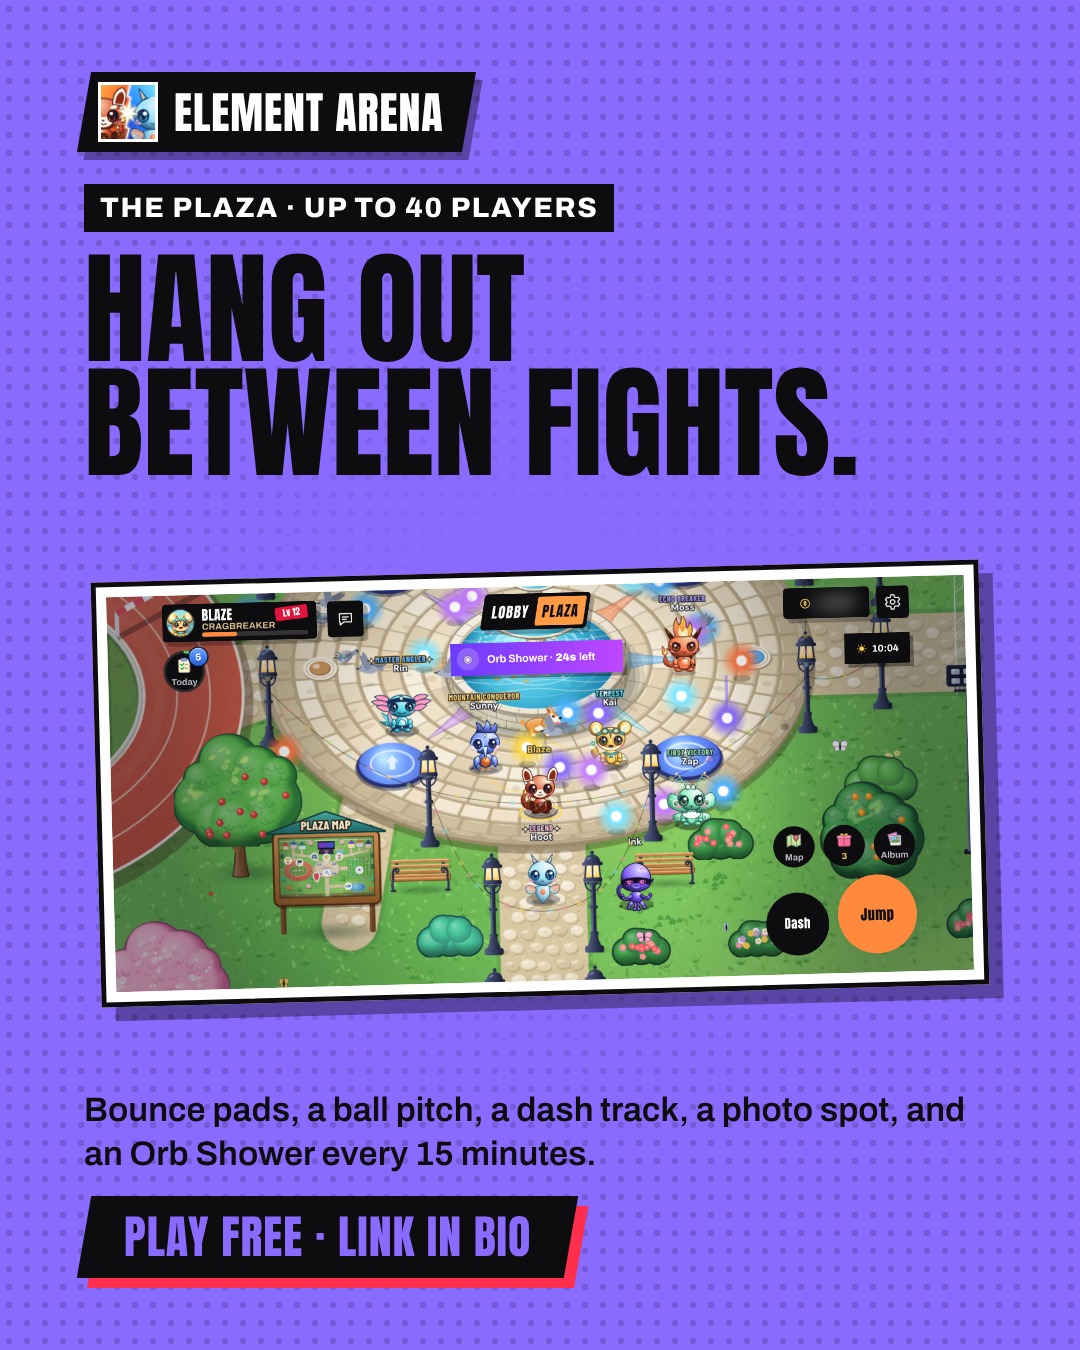 ELEMENT ARENA
THE PLAZA · UP TO 40 PLAYERS
HANG OUT
BETWEEN FIGHTS.
BLAZE
Lv 12
CRAGBREAKER
5
Today
LOBBY PLAZA
Orb Shower · 24s left
10:04
ECHO BREAKER
Moss
MASTER ANGLER
Rin
MOUNTAIN CONQUEROR
Sunny
TEMPEST
Kai
Blaze
FIRST VICTORY
Zap
PLAZA MAP
LEGEND
Hoot
Ink
Map
3
Album
Dash
Jump
Bounce pads, a ball pitch, a dash track, a photo spot, and
an Orb Shower every 15 minutes.
PLAY FREE · LINK IN BIO